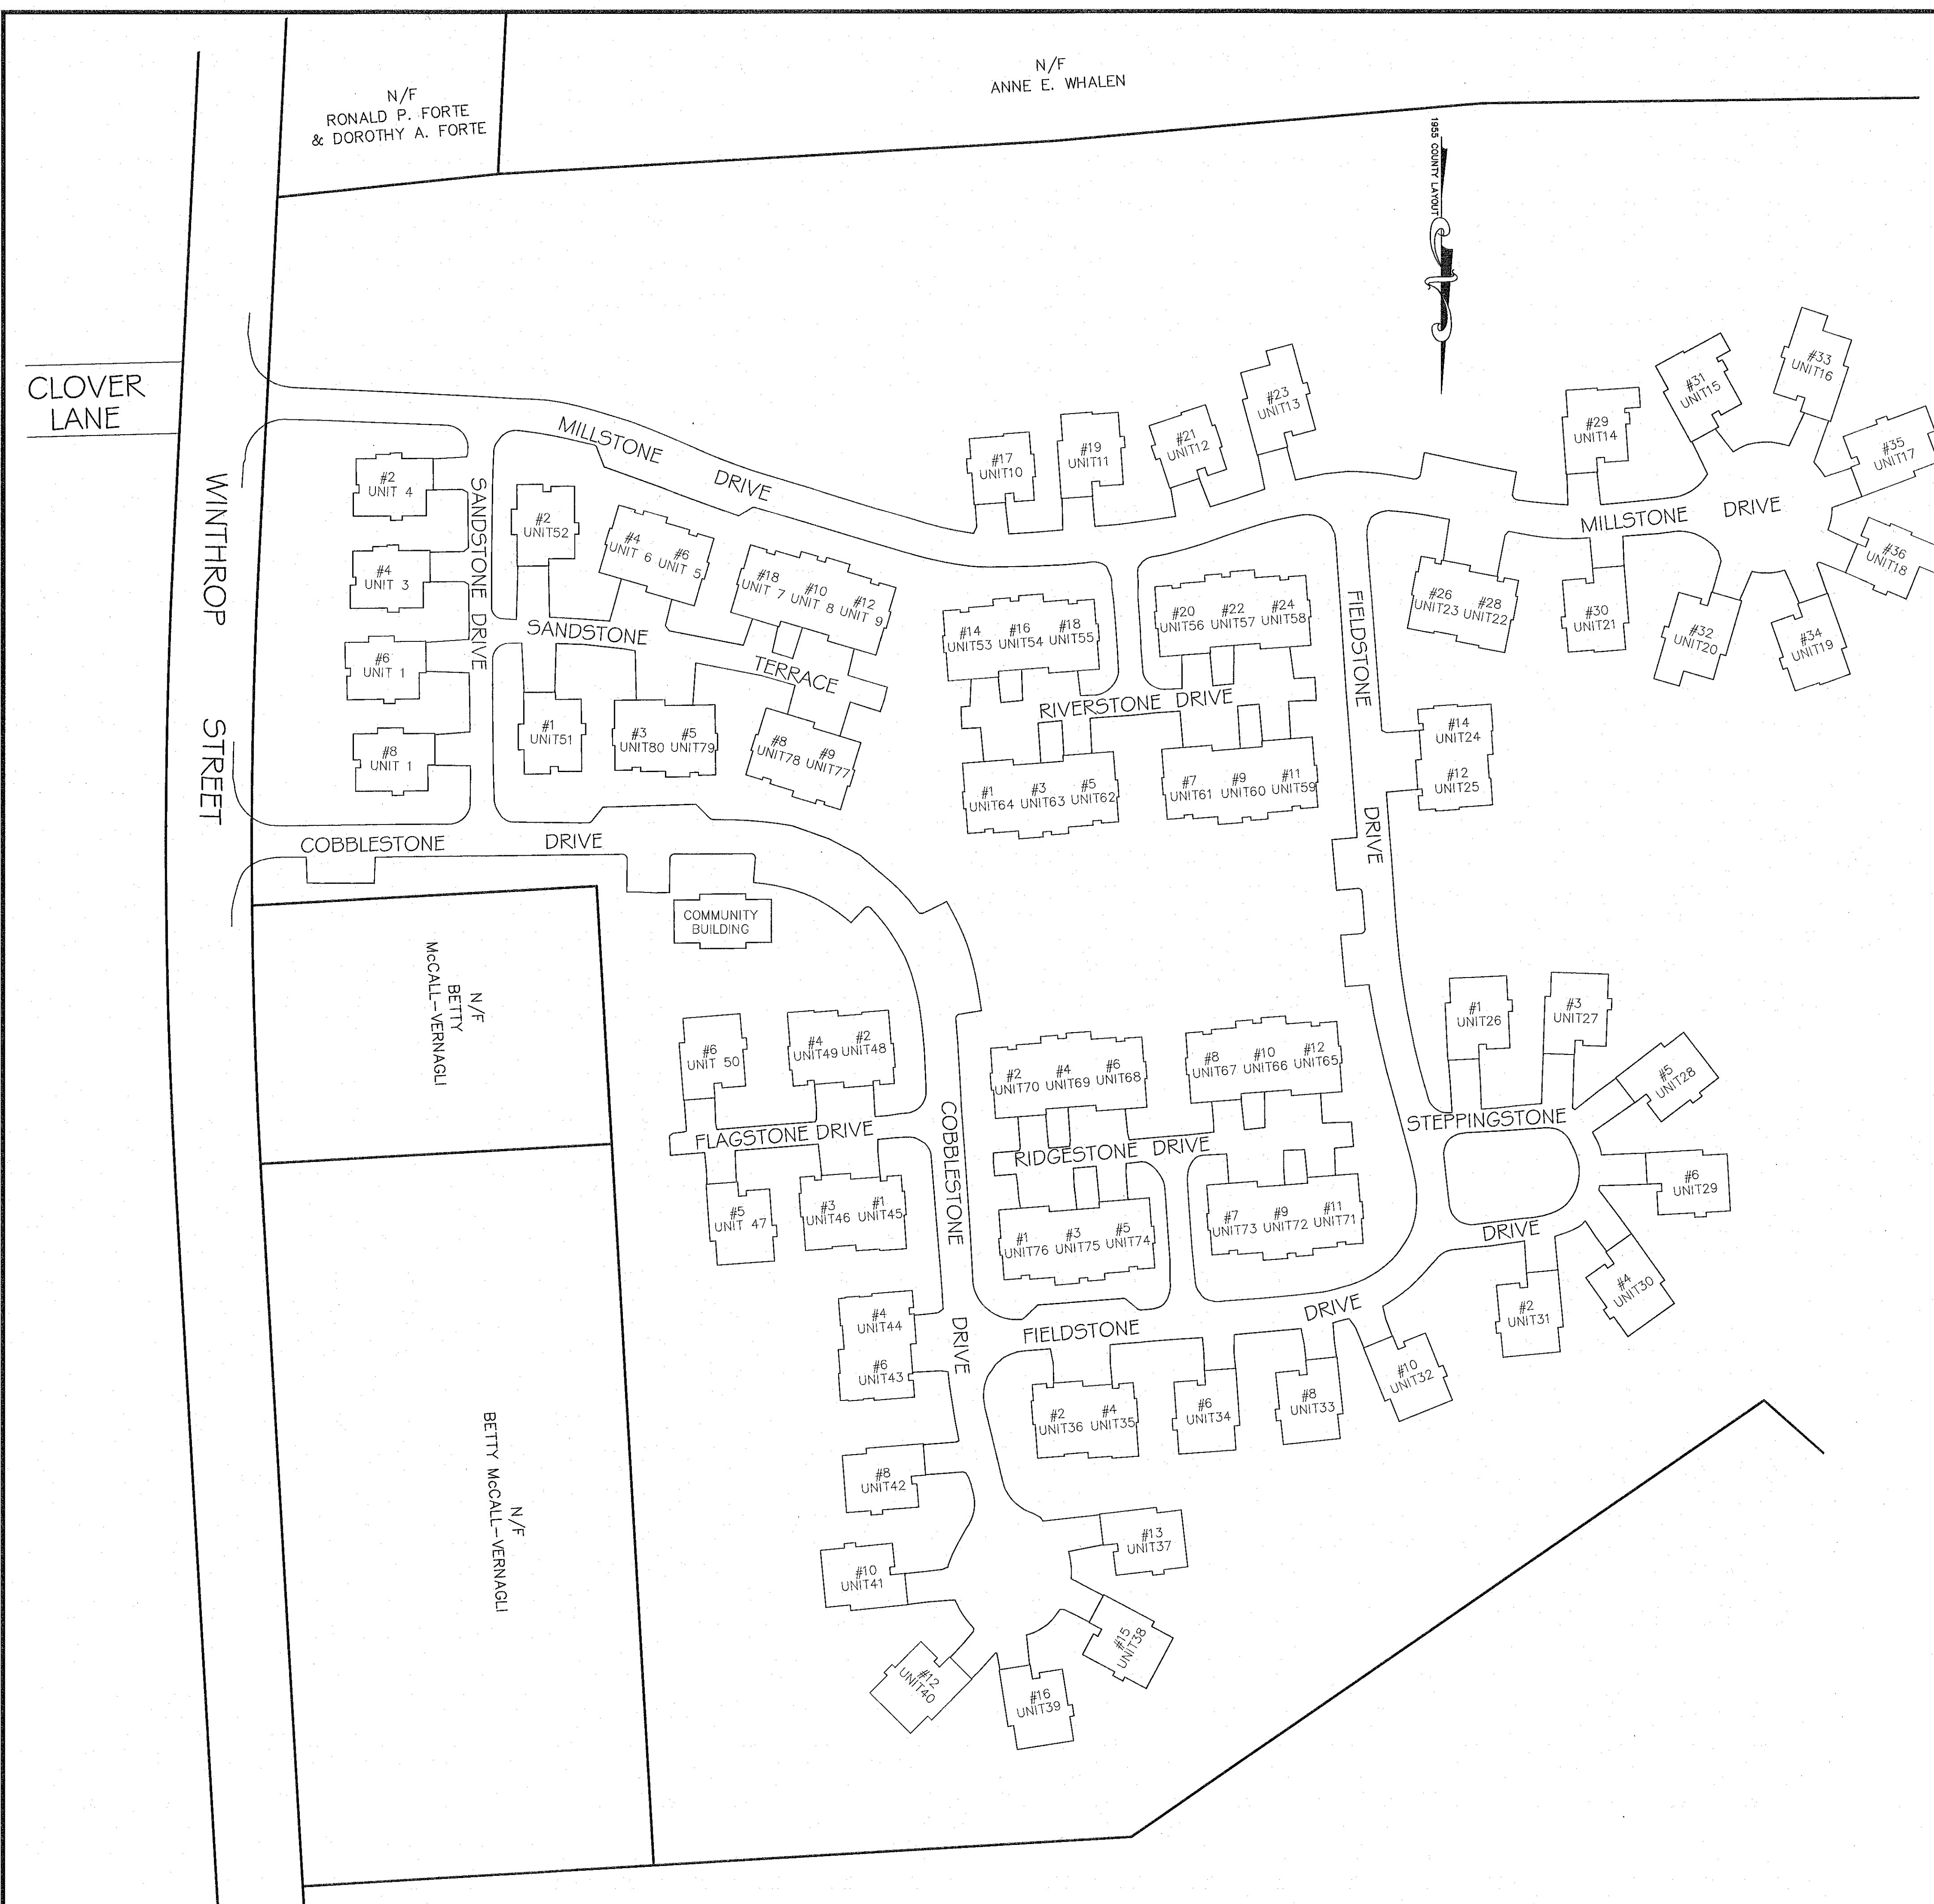 N/F
RONALD P. FORTE
& DOROTHY A. FORTE
N/F
ANNE E. WHALEN
1955 COUNTY LAYOUT
CLOVER
LANE
WINTHROP STREET
MILLSTONE DRIVE
SANDSTONE DRIVE
#2
UNIT 4
#4
UNIT 3
#6
UNIT 1
#8
UNIT 1
#2
UNIT52
#4
UNIT 6
#6
UNIT 5
#18
UNIT 7
#10
UNIT 8
#12
UNIT 9
SANDSTONE TERRACE
#1
UNIT51
#3
UNIT80
#5
UNIT79
#8
UNIT78
#9
UNIT77
#17
UNIT10
#19
UNIT11
#21
UNIT12
#23
UNIT13
#29
UNIT14
#31
UNIT15
#33
UNIT16
#35
UNIT17
#36
UNIT18
MILLSTONE DRIVE
#34
UNIT19
#32
UNIT20
#30
UNIT21
#26
UNIT23
#28
UNIT22
#14
UNIT53
#16
UNIT54
#18
UNIT55
#20
UNIT56
#22
UNIT57
#24
UNIT58
RIVERSTONE DRIVE
#1
UNIT64
#3
UNIT63
#5
UNIT62
#7
UNIT61
#9
UNIT60
#11
UNIT59
FIELDSTONE DRIVE
#14
UNIT24
#12
UNIT25
COBBLESTONE DRIVE
COMMUNITY
BUILDING
N/F
BETTY
McCALL-VERNAGLI
#6
UNIT 50
#4
UNIT49
#2
UNIT48
FLAGSTONE DRIVE
#5
UNIT 47
#3
UNIT46
#1
UNIT45
COBBLESTONE DRIVE
#2
UNIT70
#4
UNIT69
#6
UNIT68
#8
UNIT67
#10
UNIT66
#12
UNIT65
RIDGESTONE DRIVE
#1
UNIT76
#3
UNIT75
#5
UNIT74
#7
UNIT73
#9
UNIT72
#11
UNIT71
#1
UNIT26
#3
UNIT27
#5
UNIT28
STEPPINGSTONE
#6
UNIT29
DRIVE
#4
UNIT30
#2
UNIT31
FIELDSTONE DRIVE
#10
UNIT32
#8
UNIT33
#6
UNIT34
#2
UNIT36
#4
UNIT35
#4
UNIT44
#6
UNIT43
#8
UNIT42
#10
UNIT41
#12
UNIT40
#16
UNIT39
#15
UNIT38
#13
UNIT37
N/F
BETTY McCALL-VERNAGLI